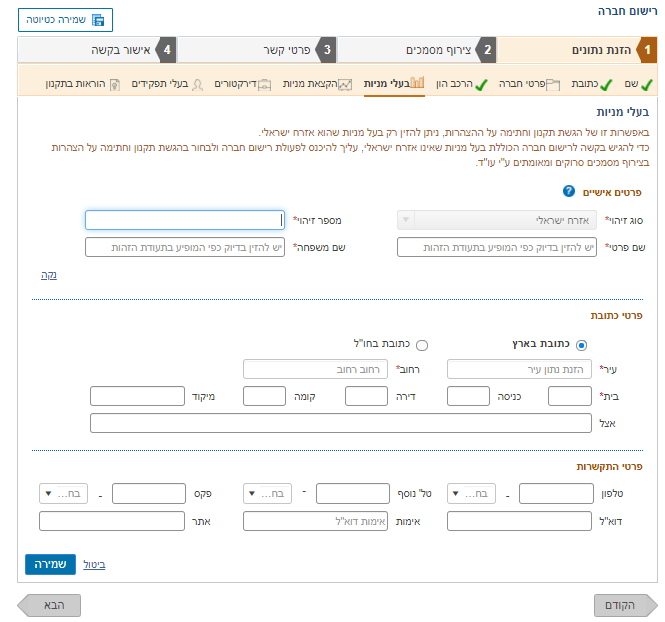 רישום חברה
שמירה כטיוטה
1 הזנת נתונים
2 צירוף מסמכים
3 פרטי קשר
4 אישור בקשה
שם
כתובת
פרטי חברה
הרכב הון
בעלי מניות
הקצאת מניות
דירקטורים
בעלי תפקידים
הוראות בתקנון
בעלי מניות
באפשרות זו של הגשת תקנון וחתימה על ההצהרות, ניתן להזין רק בעל מניות שהוא אזרח ישראלי.
כדי להגיש בקשה לרישום חברה הכוללת בעל מניות שאינו אזרח ישראלי, עליך להיכנס לפעולת רישום חברה ולבחור בהגשת תקנון וחתימה על הצהרות
בצירוף מסמכים סרוקים ומאומתים ע"י עו"ד.
פרטים אישיים ?
סוג זיהוי* אזרח ישראלי מספר זיהוי*
שם פרטי* יש להזין בדיוק כפי המופיע בתעודת הזהות שם משפחה* יש להזין בדיוק כפי המופיע בתעודת הזהות
נקה
פרטי כתובת
כתובת בארץ כתובת בחו"ל
עיר* הזנת נתון עיר רחוב* רחוב רחוב
בית* כניסה דירה קומה מיקוד
אצל
פרטי התקשרות
טלפון - בח... טל' נוסף - בח... פקס - בח...
דוא"ל אימות אימות דוא"ל אתר
ביטול שמירה
הקודם הבא